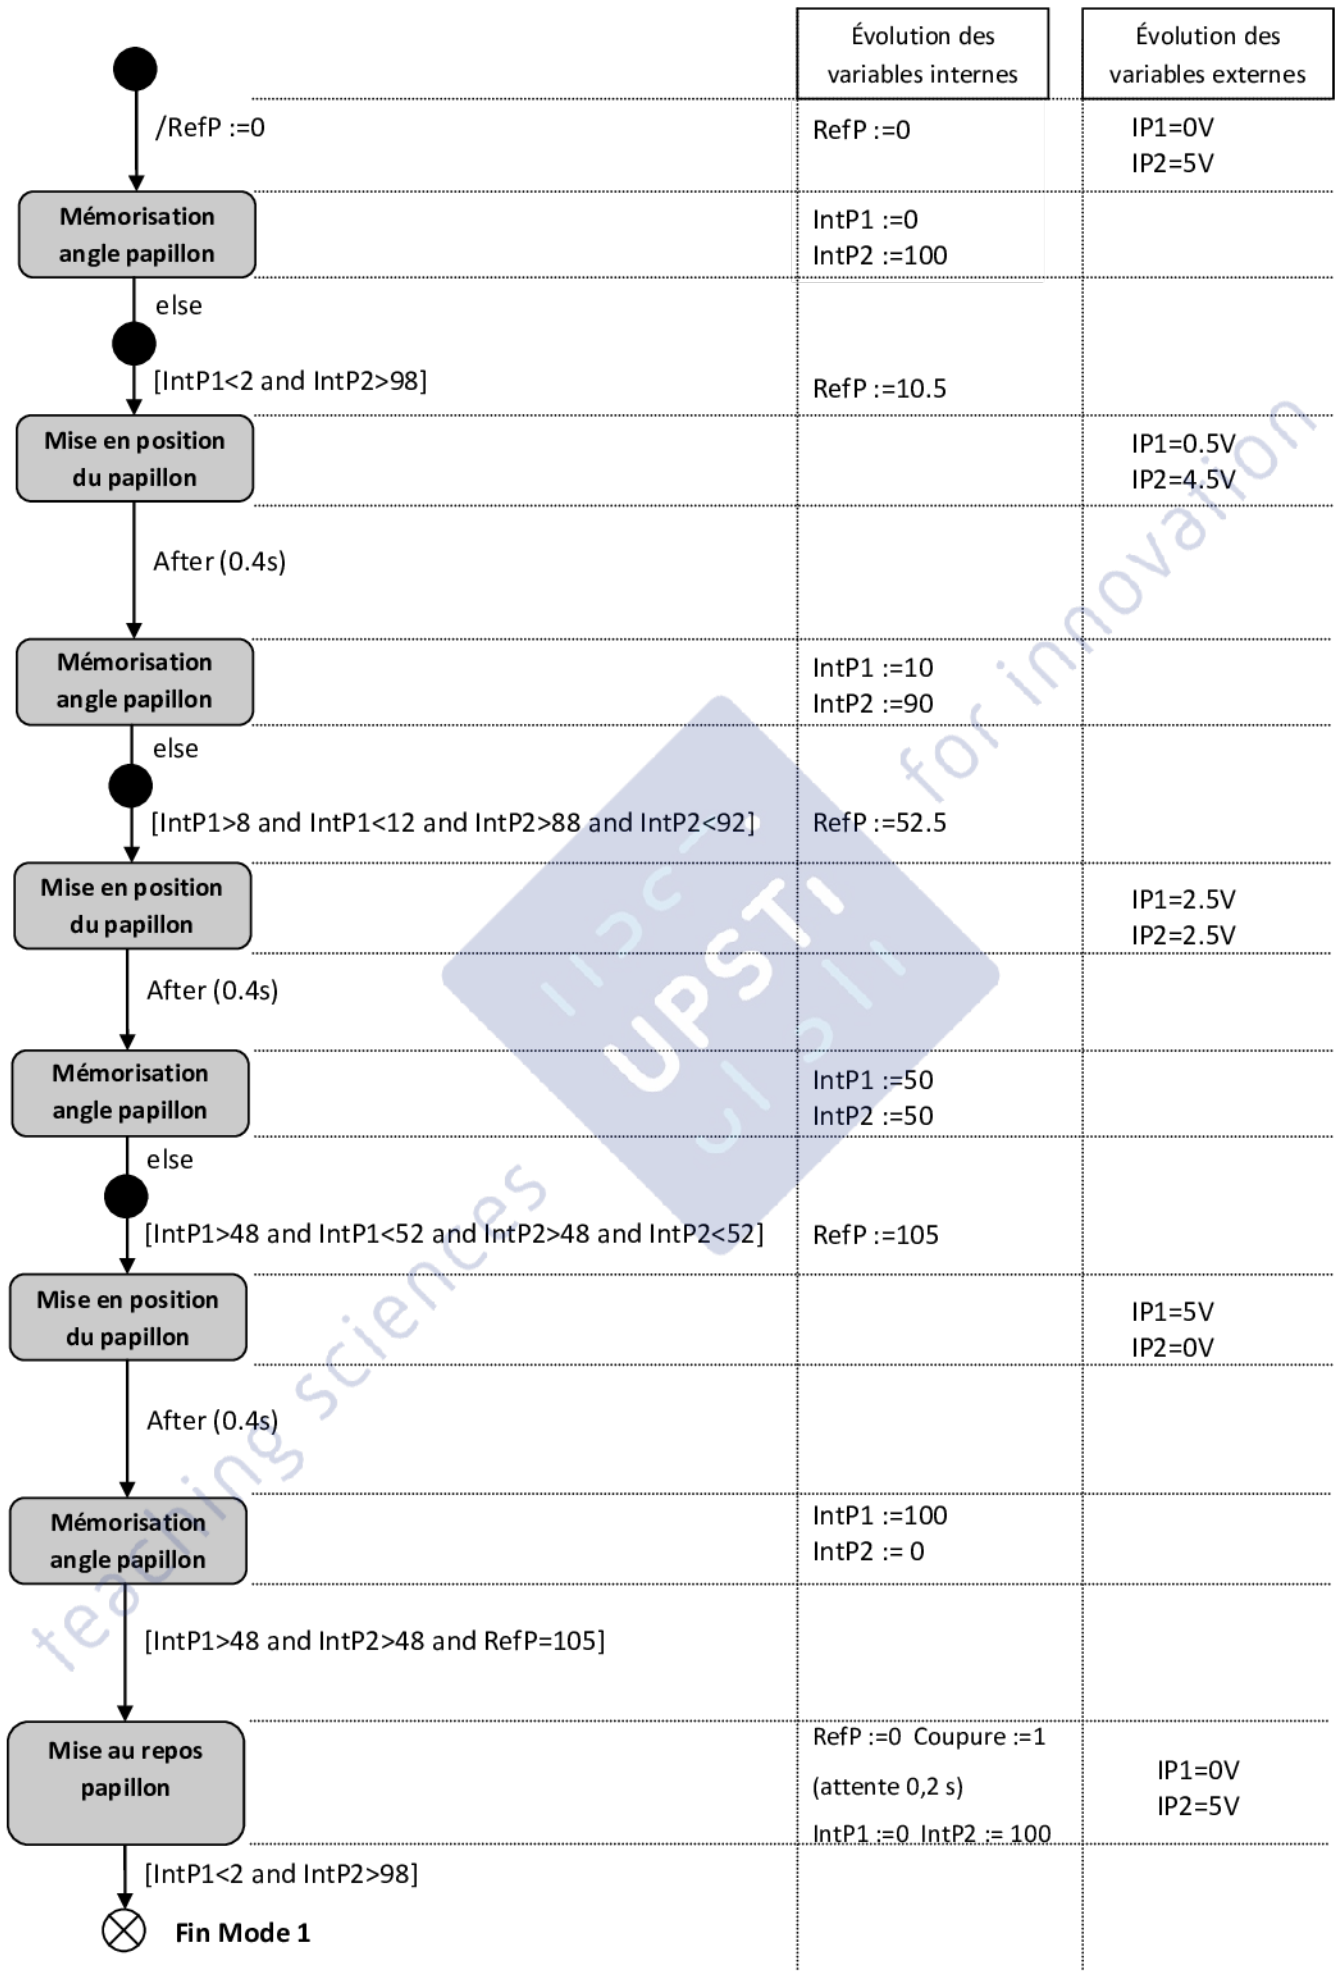 Évolution des
variables internes
Évolution des
variables externes
/RefP :=0
RefP :=0
IP1=0V
IP2=5V
Mémorisation
angle papillon
IntP1 :=0
IntP2 :=100
else
[IntP1<2 and IntP2>98]
RefP :=10.5
Mise en position
du papillon
IP1=0.5V
IP2=4.5V
After (0.4s)
Mémorisation
angle papillon
IntP1 :=10
IntP2 :=90
else
[IntP1>8 and IntP1<12 and IntP2>88 and IntP2<92]
RefP :=52.5
Mise en position
du papillon
IP1=2.5V
IP2=2.5V
After (0.4s)
Mémorisation
angle papillon
IntP1 :=50
IntP2 :=50
else
[IntP1>48 and IntP1<52 and IntP2>48 and IntP2<52]
RefP :=105
Mise en position
du papillon
IP1=5V
IP2=0V
After (0.4s)
Mémorisation
angle papillon
IntP1 :=100
IntP2 := 0
[IntP1>48 and IntP2>48 and RefP=105]
Mise au repos
papillon
RefP :=0 Coupure :=1
(attente 0,2 s)
IntP1 :=0 IntP2 := 100
IP1=0V
IP2=5V
[IntP1<2 and IntP2>98]
Fin Mode 1
UPSTI
teaching sciences for innovation